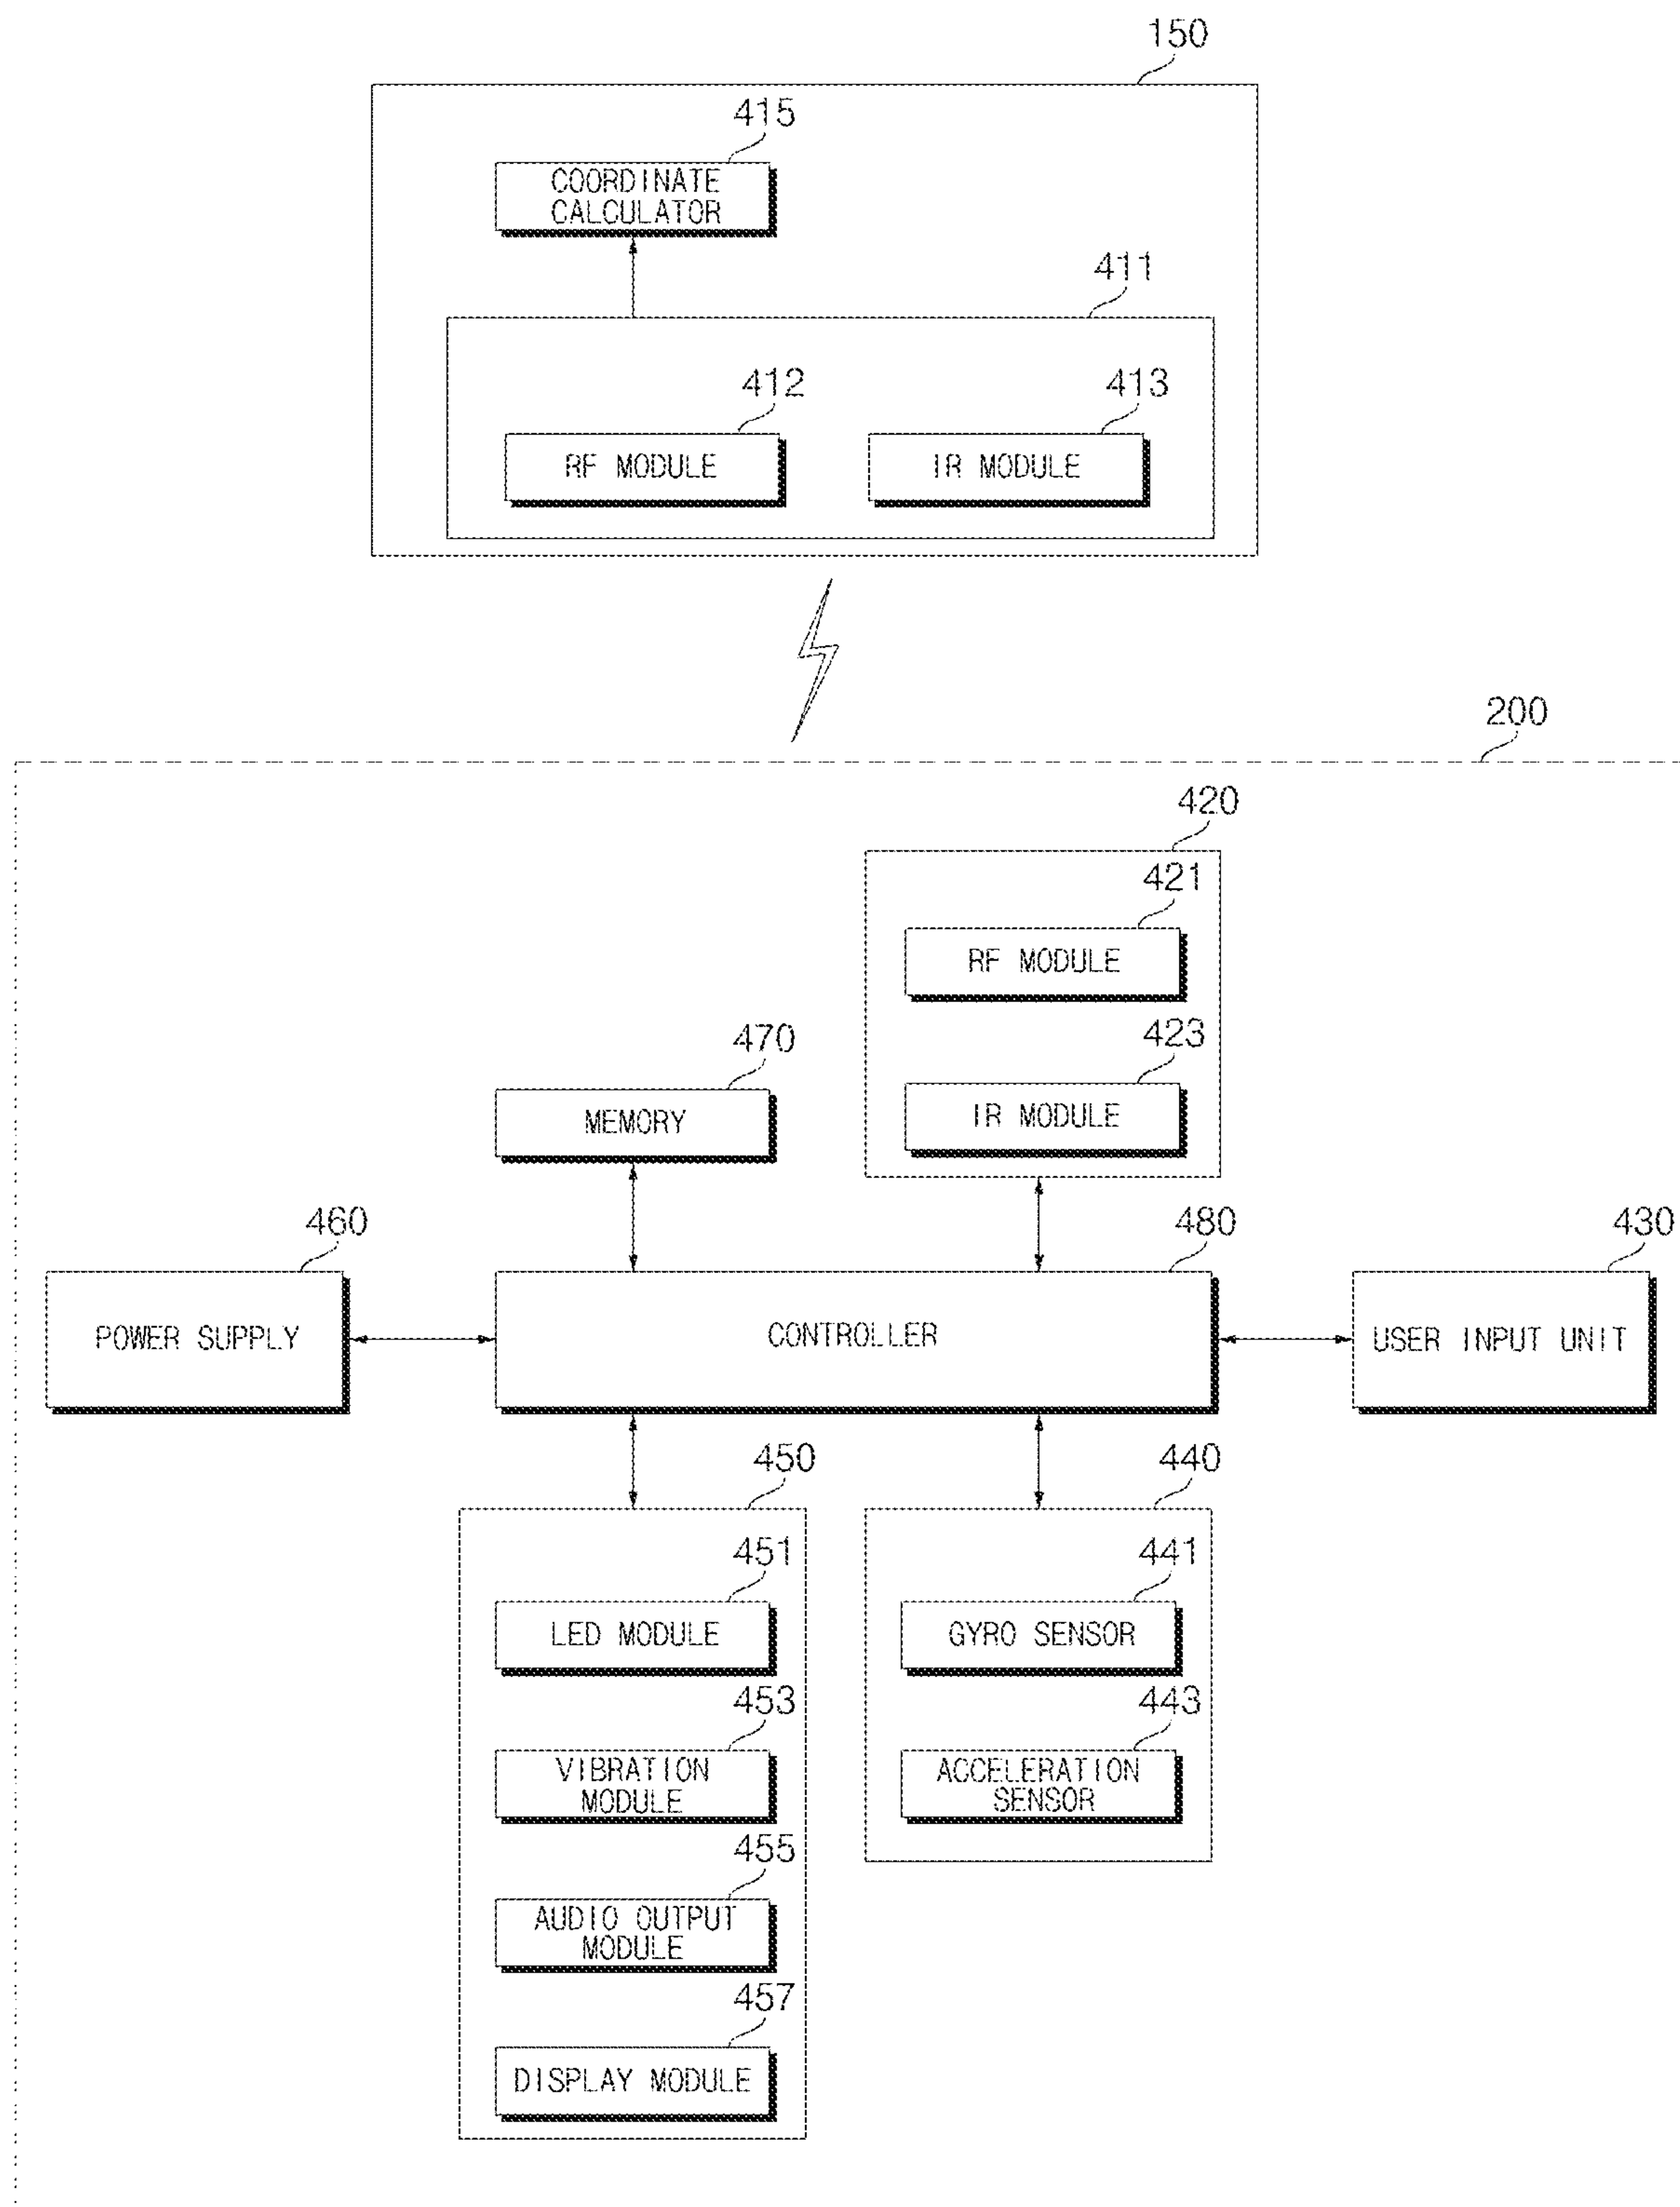 150
415
COORDINATE
CALCULATOR
411
412
413
RF MODULE
IR MODULE
200
420
421
RF MODULE
470
423
MEMORY
IR MODULE
460
480
430
POWER SUPPLY
CONTROLLER
USER INPUT UNIT
450
440
451
441
LED MODULE
GYRO SENSOR
453
443
VIBRATION
MODULE
ACCELERATION
SENSOR
455
AUDIO OUTPUT
MODULE
457
DISPLAY MODULE